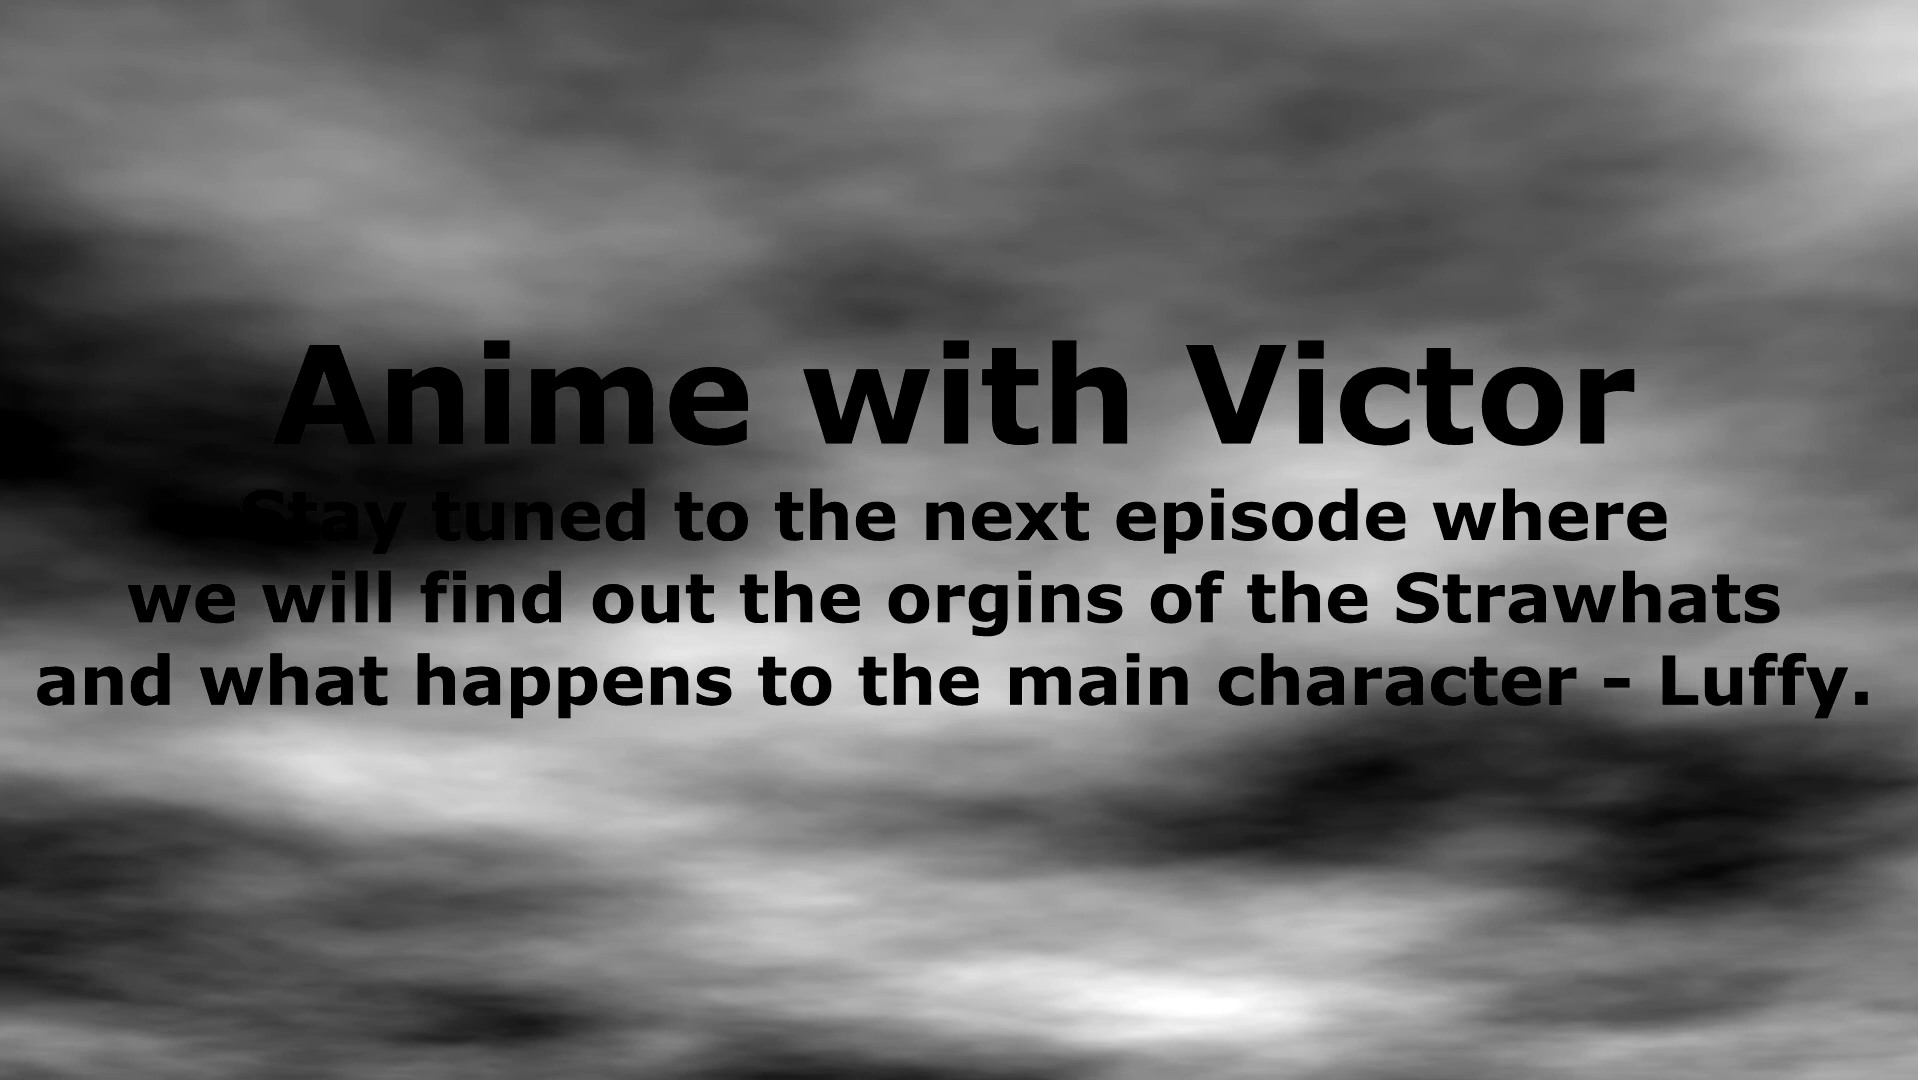 Anime with Victor
Stay tuned to the next episode where
we will find out the orgins of the Strawhats
and what happens to the main character - Luffy.